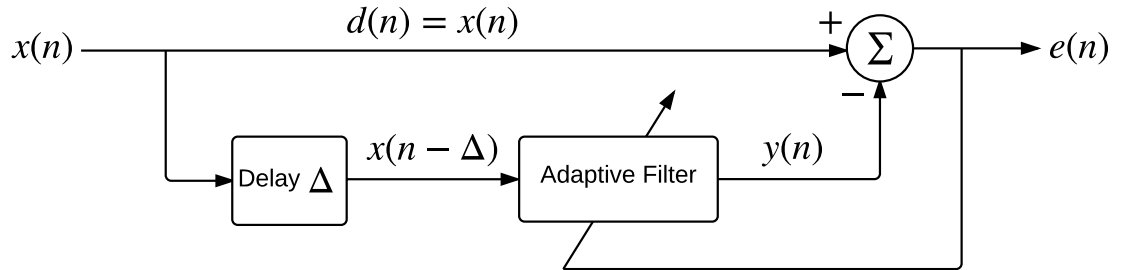 d(n) = x(n)
+
x(n)
Σ
e(n)
−
x(n − Δ)
y(n)
Delay Δ
Adaptive Filter